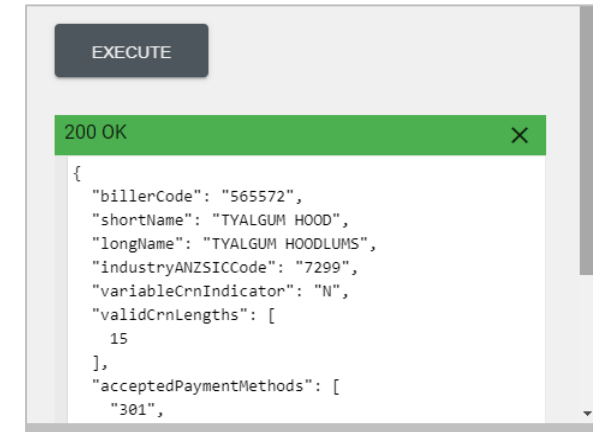 EXECUTE
200 OK
{
"billerCode": "565572",
"shortName": "TYALGUM HOOD",
"longName": "TYALGUM HOODLUMS",
"industryANZSICCode": "7299",
"variableCrnIndicator": "N",
"validCrnLengths": [
15
],
"acceptedPaymentMethods": [
"301",